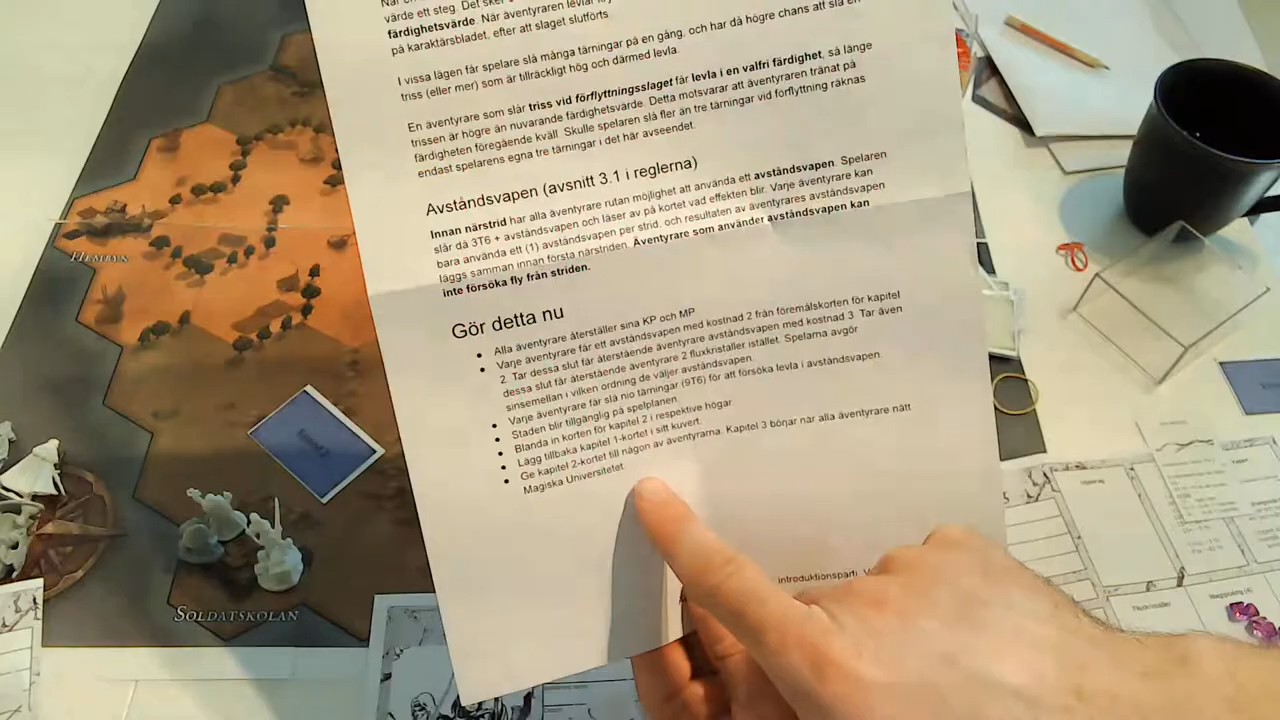 värde ett steg. Det sker
färdighetsvärde. När äventyraren levlar
på karaktärsbladet, efter att slaget slutförts.
I vissa lägen får spelare slå många tärningar på en gång, och har då högre chans att slå en
triss (eller mer) som är tillräckligt hög och därmed levla.
En äventyrare som slår triss vid förflyttningsslaget får levla i en valfri färdighet, så länge
trissen är högre än nuvarande färdighetsvärde. Detta motsvarar att äventyraren tränat på
färdigheten föregående kväll. Skulle spelaren slå fler än tre tärningar vid förflyttning räknas
endast spelarens egna tre tärningar i det här avseendet.
Avståndsvapen (avsnitt 3.1 i reglerna)
Innan närstrid har alla äventyrare rutan möjlighet att använda ett avståndsvapen. Spelaren
slår då 3T6 + avståndsvapen och läser av på kortet vad effekten blir. Varje äventyrare kan
bara använda ett (1) avståndsvapen per strid, och resultaten av äventyrares avståndsvapen
läggs samman innan första närstriden. Äventyrare som använder avståndsvapen kan
inte försöka fly från striden.
Gör detta nu
• Alla äventyrare återställer sina KP och MP
• Varje äventyrare får ett avståndsvapen med kostnad 2 från föremålskorten för kapitel
2. Tar dessa slut får återstående äventyrare avståndsvapen med kostnad 3. Tar även
dessa slut får återstående äventyrare 2 fluxkristaller istället. Spelarna avgör
sinsemellan i vilken ordning de väljer avståndsvapen.
• Varje äventyrare får slå nio tärningar (9T6) för att försöka levla i avståndsvapen.
• Staden blir tillgänglig på spelplanen.
• Blanda in korten för kapitel 2 i respektive högar.
• Lägg tillbaka kapitel 1-kortet i sitt kuvert.
• Ge kapitel 2-kortet till någon av äventyrarna. Kapitel 3 börjar när alla äventyrare nått
Magiska Universitetet.
introduktionsparti.
SOLDATSKOLAN
Uppdrag
Fluxkristaller